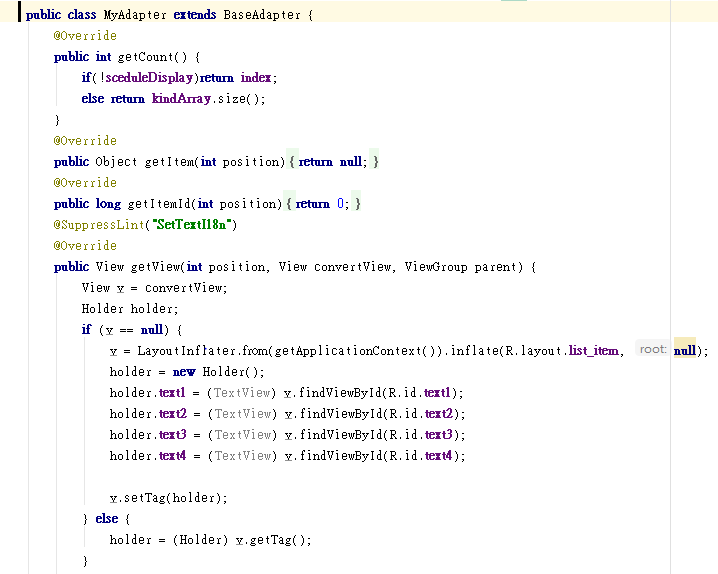 public class MyAdapter extends BaseAdapter {
@Override
public int getCount() {
if(!sceduleDisplay)return index;
else return kindArray.size();
}
@Override
public Object getItem(int position){ return null; }
@Override
public long getItemId(int position){ return 0; }
@SuppressLint("SetTextI18n")
@Override
public View getView(int position, View convertView, ViewGroup parent) {
View v = convertView;
Holder holder;
if (v == null) {
v = LayoutInflater.from(getApplicationContext()).inflate(R.layout.list_item, root: null);
holder = new Holder();
holder.text1 = (TextView) v.findViewById(R.id.text1);
holder.text2 = (TextView) v.findViewById(R.id.text2);
holder.text3 = (TextView) v.findViewById(R.id.text3);
holder.text4 = (TextView) v.findViewById(R.id.text4);
v.setTag(holder);
} else {
holder = (Holder) v.getTag();
}